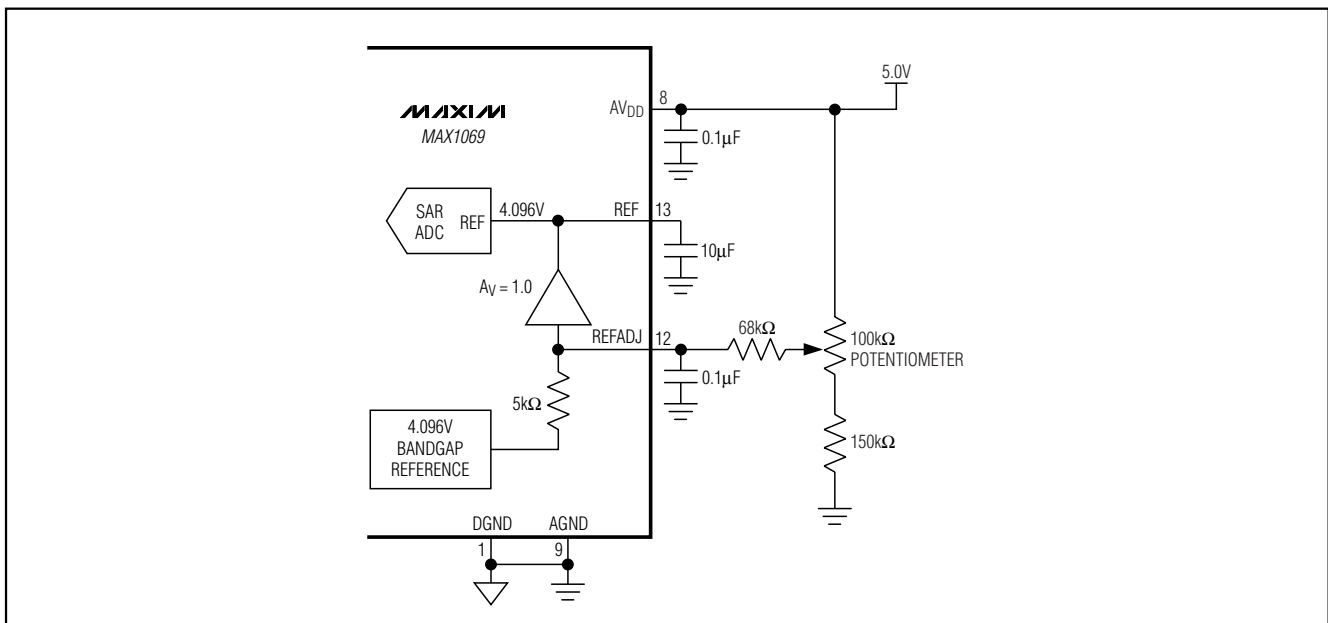 5.0V
MAXIM
MAX1069
AVDD
8
0.1µF
SAR
ADC
REF
4.096V
REF
13
10µF
AV = 1.0
REFADJ
12
68kΩ
100kΩ
POTENTIOMETER
0.1µF
5kΩ
4.096V
BANDGAP
REFERENCE
150kΩ
DGND
AGND
1
9